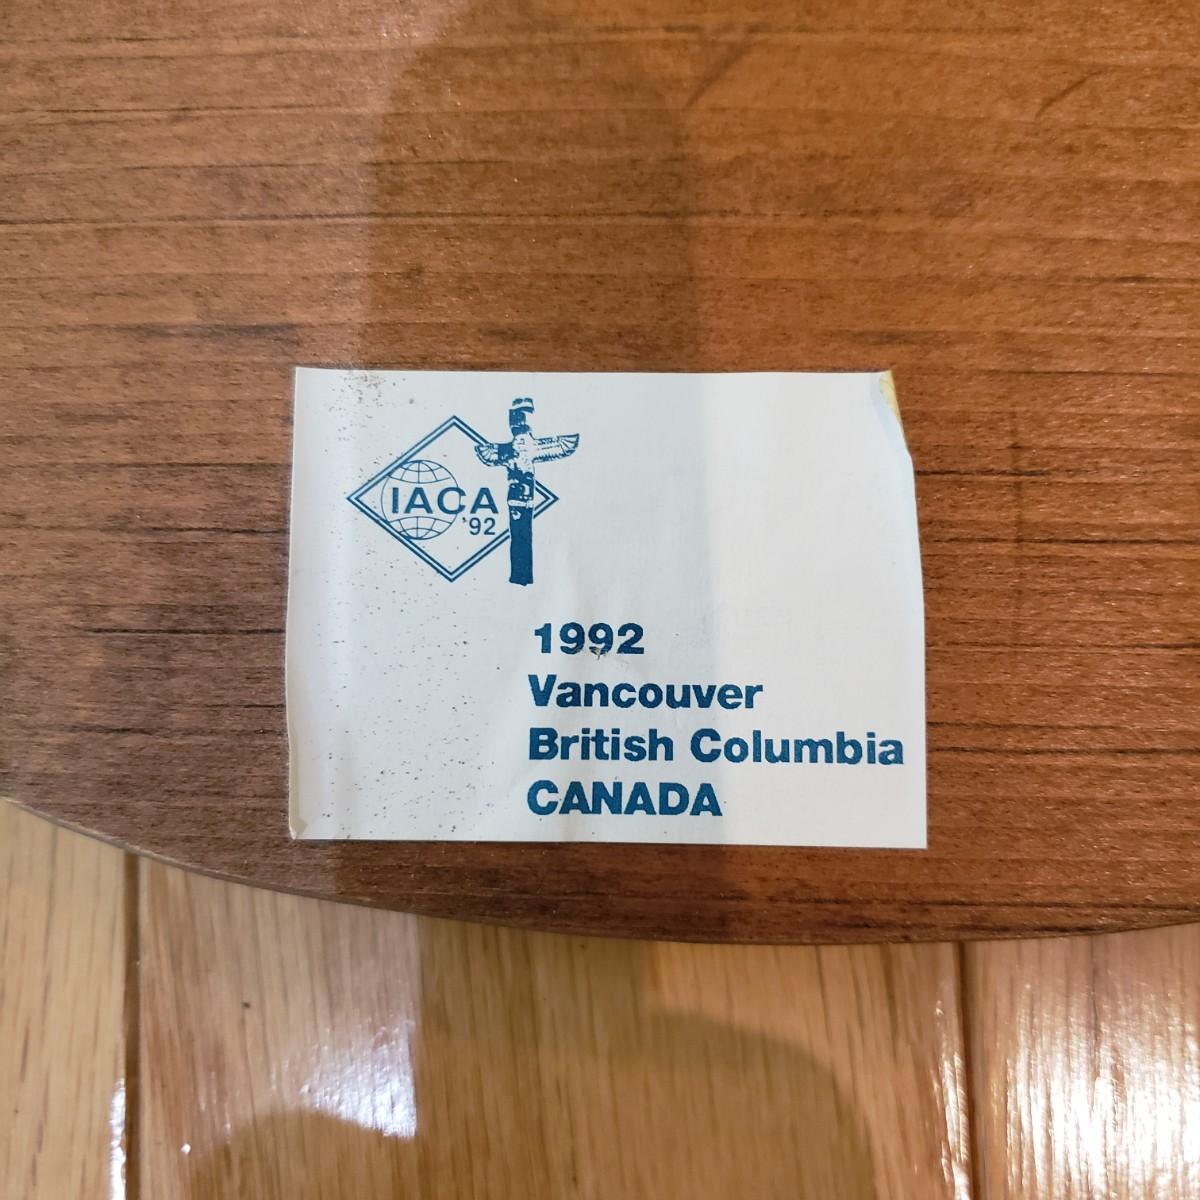 IACA
'92
1992
Vancouver
British Columbia
CANADA